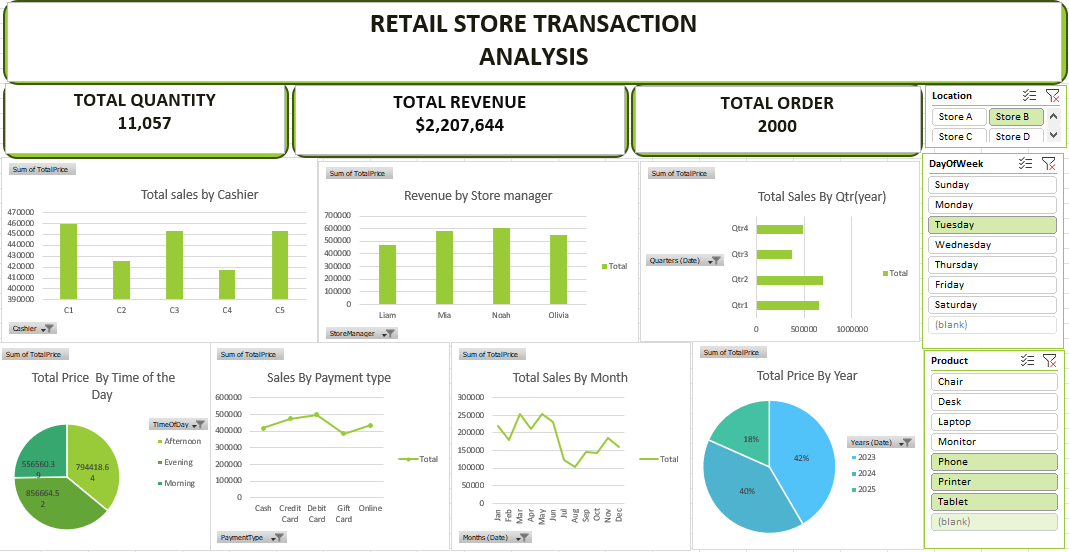 RETAIL STORE TRANSACTION
ANALYSIS
TOTAL QUANTITY
11,057
TOTAL REVENUE
$2,207,644
TOTAL ORDER
2000
Location
Store A
Store B
Store C
Store D
DayOfWeek
Sunday
Monday
Tuesday
Wednesday
Thursday
Friday
Saturday
(blank)
Product
Chair
Desk
Laptop
Monitor
Phone
Printer
Tablet
(blank)
Sum of TotalPrice
Total sales by Cashier
470000
460000
450000
440000
430000
420000
410000
400000
390000
C1 C2 C3 C4 C5
Cashier
Sum of TotalPrice
Revenue by Store manager
700000
600000
500000
400000
300000
200000
100000
0
Liam Mia Noah Olivia
Total
StoreManager
Sum of TotalPrice
Total Sales By Qtr(year)
Quarters (Date)
Qtr4
Qtr3
Qtr2
Qtr1
0 500000 1000000
Total
Sum of TotalPrice
Total Price By Time of the
Day
TimeOfDay
Afternoon
Evening
Morning
556560.3
9
794418.6
4
856664.5
2
Sum of TotalPrice
Sales By Payment type
600000
500000
400000
300000
200000
100000
0
Cash Credit Debit Gift Online
Card Card Card
Total
PaymentType
Sum of TotalPrice
Total Sales By Month
300000
250000
200000
150000
100000
50000
0
Jan Feb Mar Apr May Jun Jul Aug Sep Oct Nov Dec
Total
Months (Date)
Sum of TotalPrice
Total Price By Year
18%
42%
40%
Years (Date)
2023
2024
2025